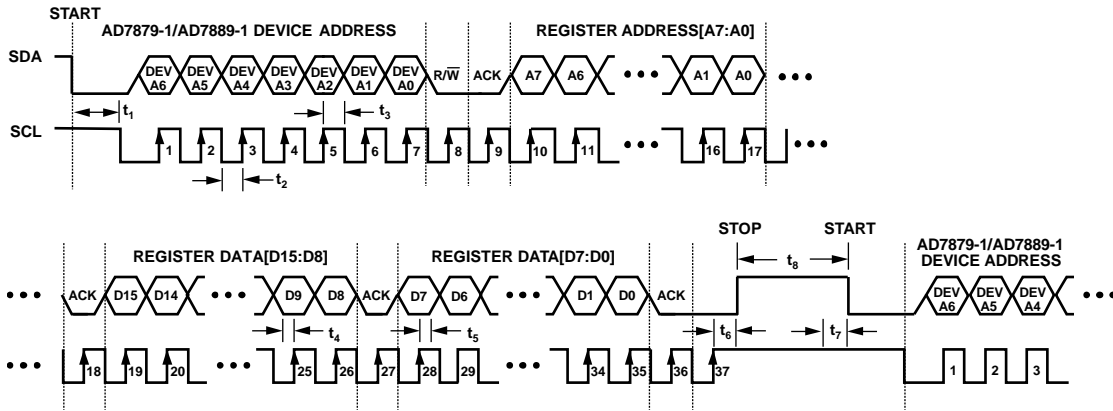 START
AD7879-1/AD7889-1 DEVICE ADDRESS
REGISTER ADDRESS[A7:A0]
SDA
DEV A6
DEV A5
DEV A4
DEV A3
DEV A2
DEV A1
DEV A0
R/W̅
ACK
A7
A6
A1
A0
t1
t3
SCL
1
2
3
4
5
6
7
8
9
10
11
16
17
t2
STOP
START
REGISTER DATA[D15:D8]
REGISTER DATA[D7:D0]
AD7879-1/AD7889-1
DEVICE ADDRESS
t8
ACK
D15
D14
D9
D8
ACK
D7
D6
D1
D0
ACK
DEV A6
DEV A5
DEV A4
t4
t5
t6
t7
18
19
20
25
26
27
28
29
34
35
36
37
1
2
3